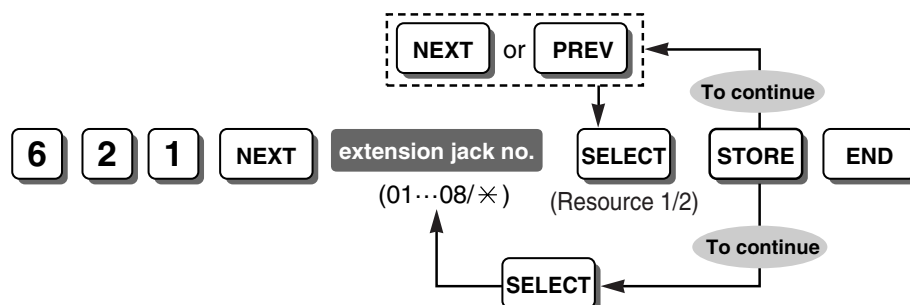 NEXT or PREV
To continue
6 2 1 NEXT extension jack no. SELECT STORE END
(01···08/✳) (Resource 1/2)
To continue
SELECT